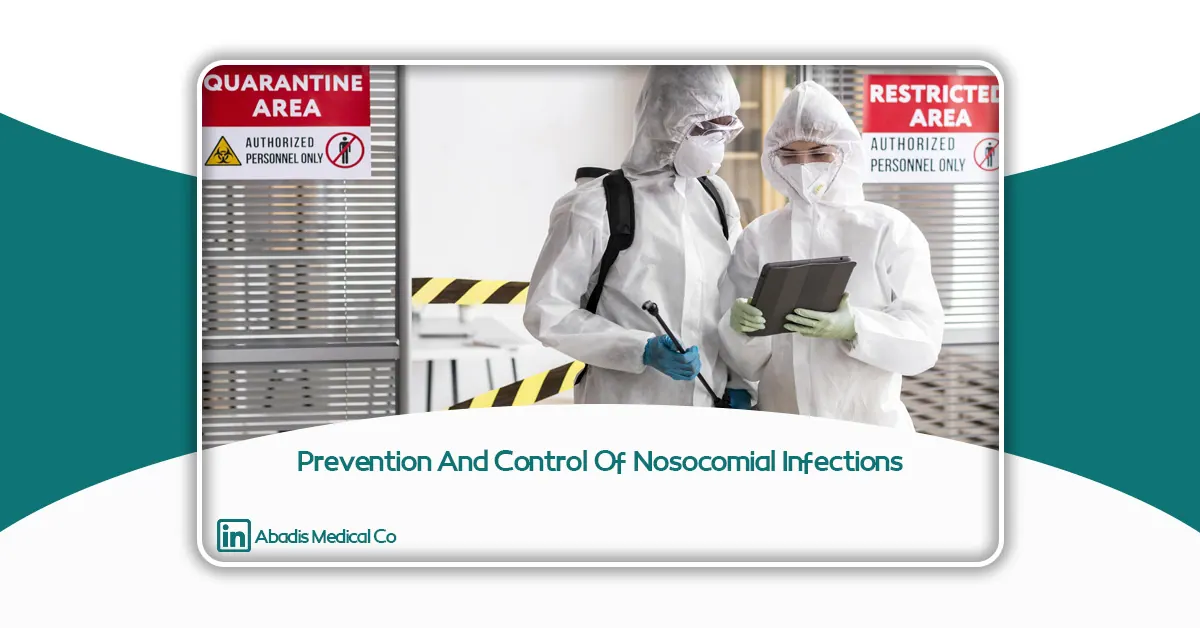 QUARANTINE
AREA
AUTHORIZED
PERSONNEL ONLY
RESTRICTED
AREA
AUTHORIZED
PERSONNEL ONLY
Prevention And Control Of Nosocomial Infections
in Abadis Medical Co